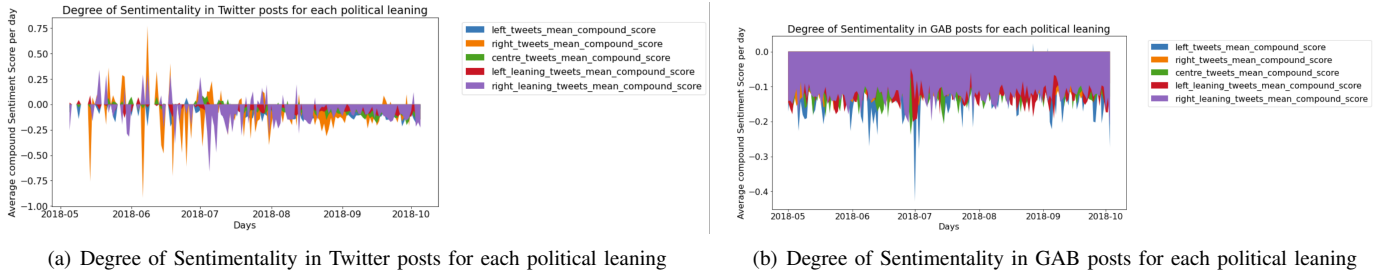 Degree of Sentimentality in Twitter posts for each political leaning
Average compound Sentiment Score per day
0.75
0.50
0.25
0.00
−0.25
−0.50
−0.75
−1.00
2018-05 2018-06 2018-07 2018-08 2018-09 2018-10
Days
left_tweets_mean_compound_score
right_tweets_mean_compound_score
centre_tweets_mean_compound_score
left_leaning_tweets_mean_compound_score
right_leaning_tweets_mean_compound_score
(a) Degree of Sentimentality in Twitter posts for each political leaning
Degree of Sentimentality in GAB posts for each political leaning
Average compound Sentiment Score per day
0.0
−0.1
−0.2
−0.3
−0.4
2018-05 2018-06 2018-07 2018-08 2018-09 2018-10
Days
left_tweets_mean_compound_score
right_tweets_mean_compound_score
centre_tweets_mean_compound_score
left_leaning_tweets_mean_compound_score
right_leaning_tweets_mean_compound_score
(b) Degree of Sentimentality in GAB posts for each political leaning